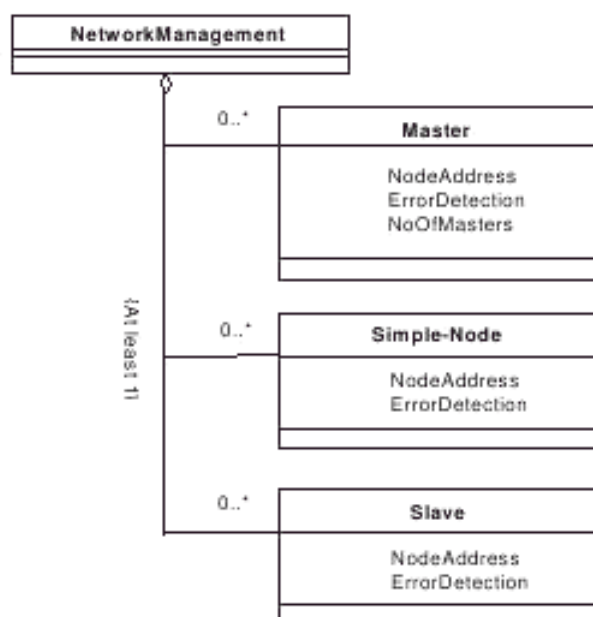 NetworkManagement
0..*
Master
NodeAddress
ErrorDetection
NoOfMasters
{At least 1}
0..*
Simple-Node
NodeAddress
ErrorDetection
0..*
Slave
NodeAddress
ErrorDetection